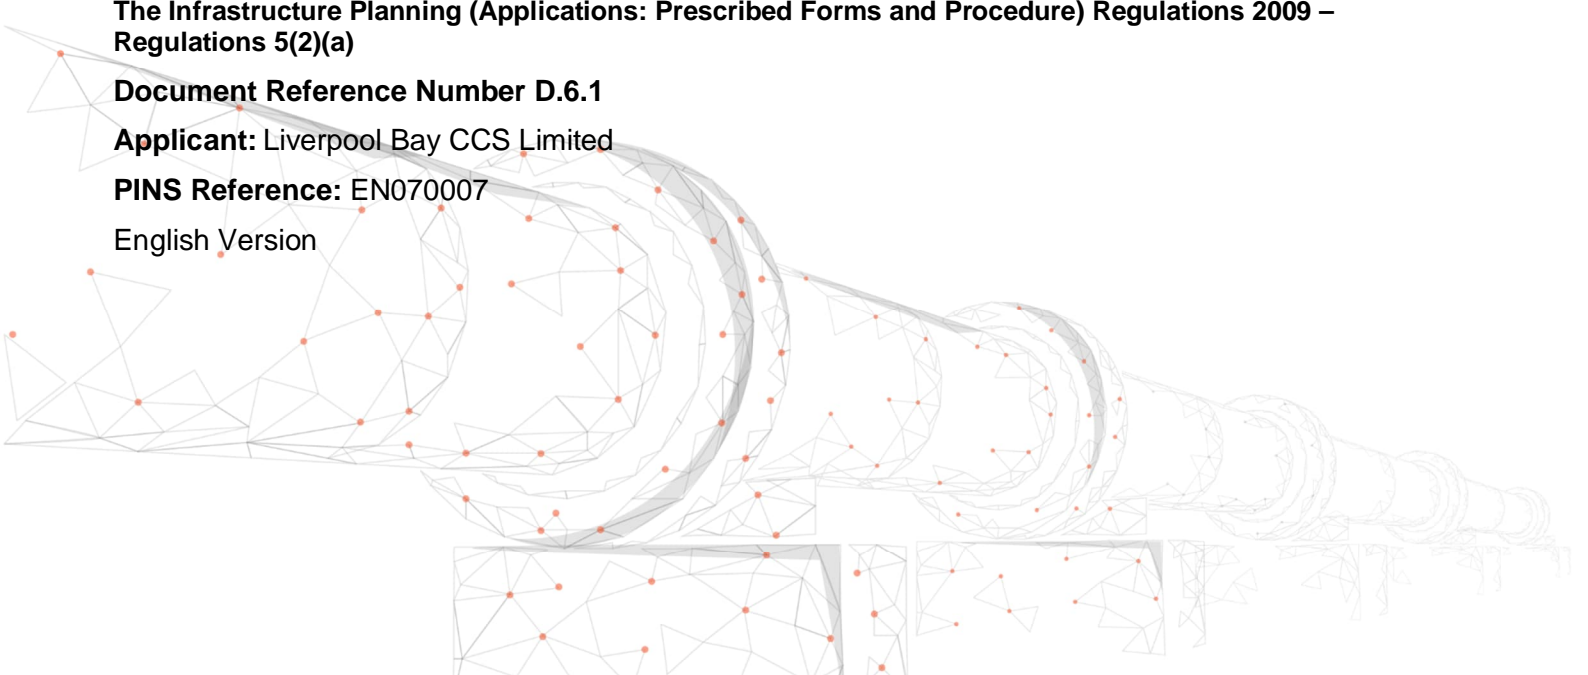 The Infrastructure Planning (Applications: Prescribed Forms and Procedure) Regulations 2009 –
Regulations 5(2)(a)
Document Reference Number D.6.1
Applicant: Liverpool Bay CCS Limited
PINS Reference: EN070007
English Version